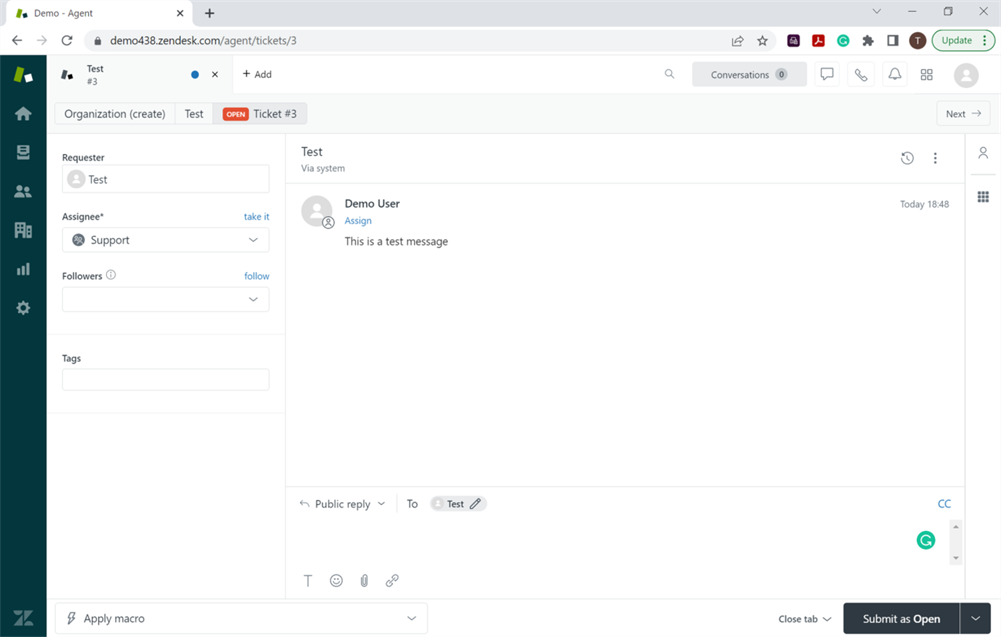 Demo - Agent
demo438.zendesk.com/agent/tickets/3
T
Update
Test
#3
+ Add
Conversations 0
Organization (create)
Test
OPEN Ticket #3
Next
Requester
Test
Assignee*
take it
Support
Followers
follow
Tags
Test
Via system
Demo User
Today 18:48
Assign
This is a test message
Public reply
To
Test
CC
T
Apply macro
Close tab
Submit as Open